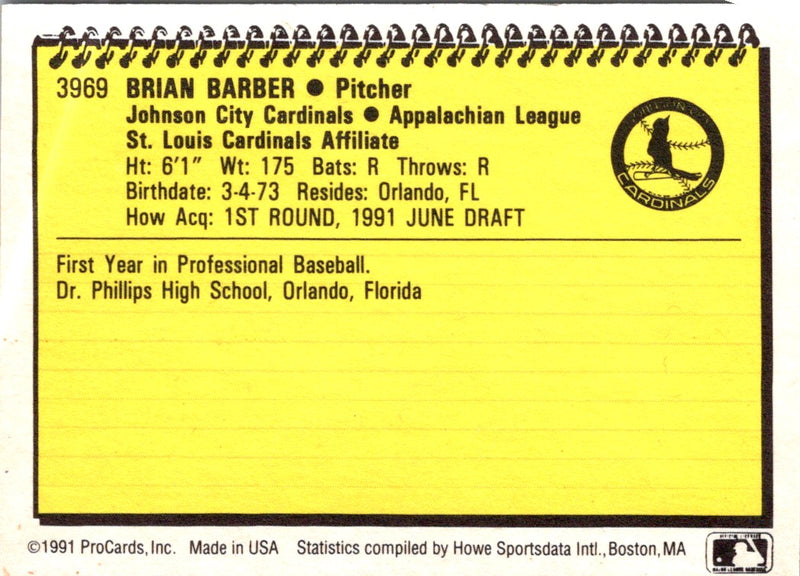 3969 BRIAN BARBER ● Pitcher
Johnson City Cardinals ● Appalachian League
St. Louis Cardinals Affiliate
Ht: 6'1" Wt: 175 Bats: R Throws: R
Birthdate: 3-4-73 Resides: Orlando, FL
How Acq: 1ST ROUND, 1991 JUNE DRAFT
JOHNSON CITY
CARDINALS
First Year in Professional Baseball.
Dr. Phillips High School, Orlando, Florida
©1991 ProCards, Inc. Made in USA Statistics compiled by Howe Sportsdata Intl., Boston, MA